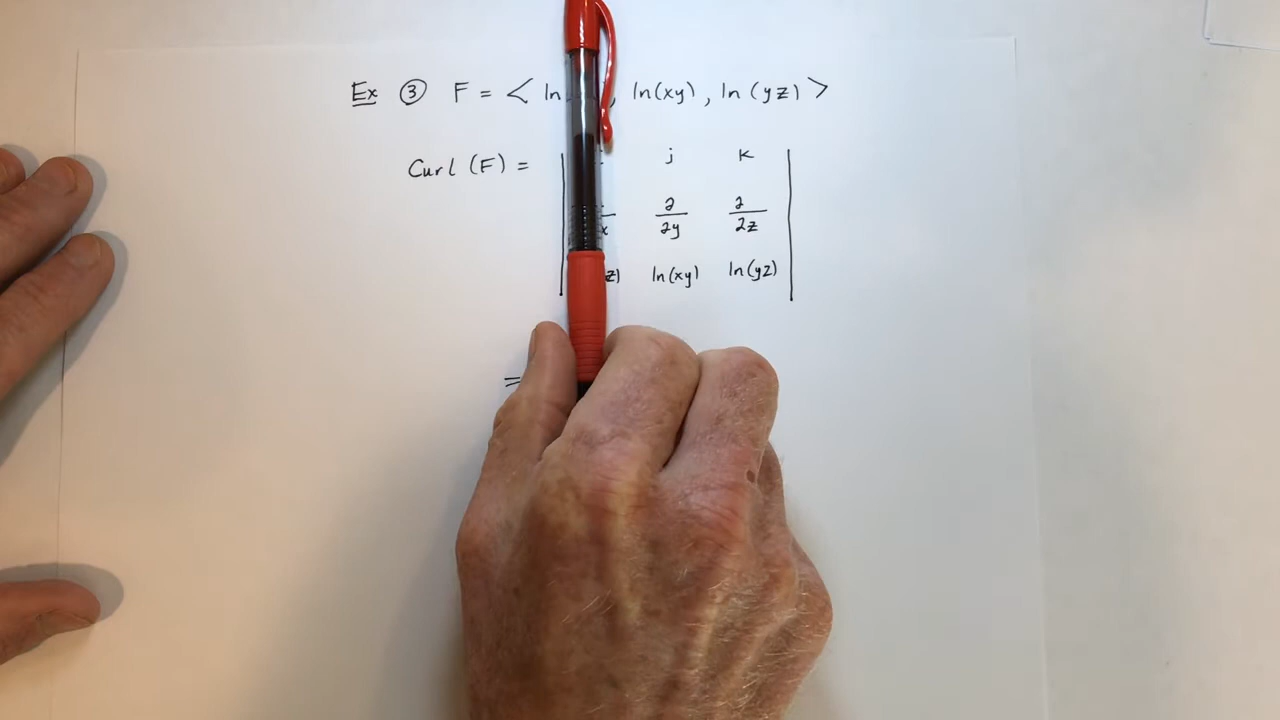 Ex ③ F = < ln , ln(xy), ln(yz) >
Curl (F) = | j k |
x ∂/∂y ∂/∂z
z) ln(xy) ln(yz)
=